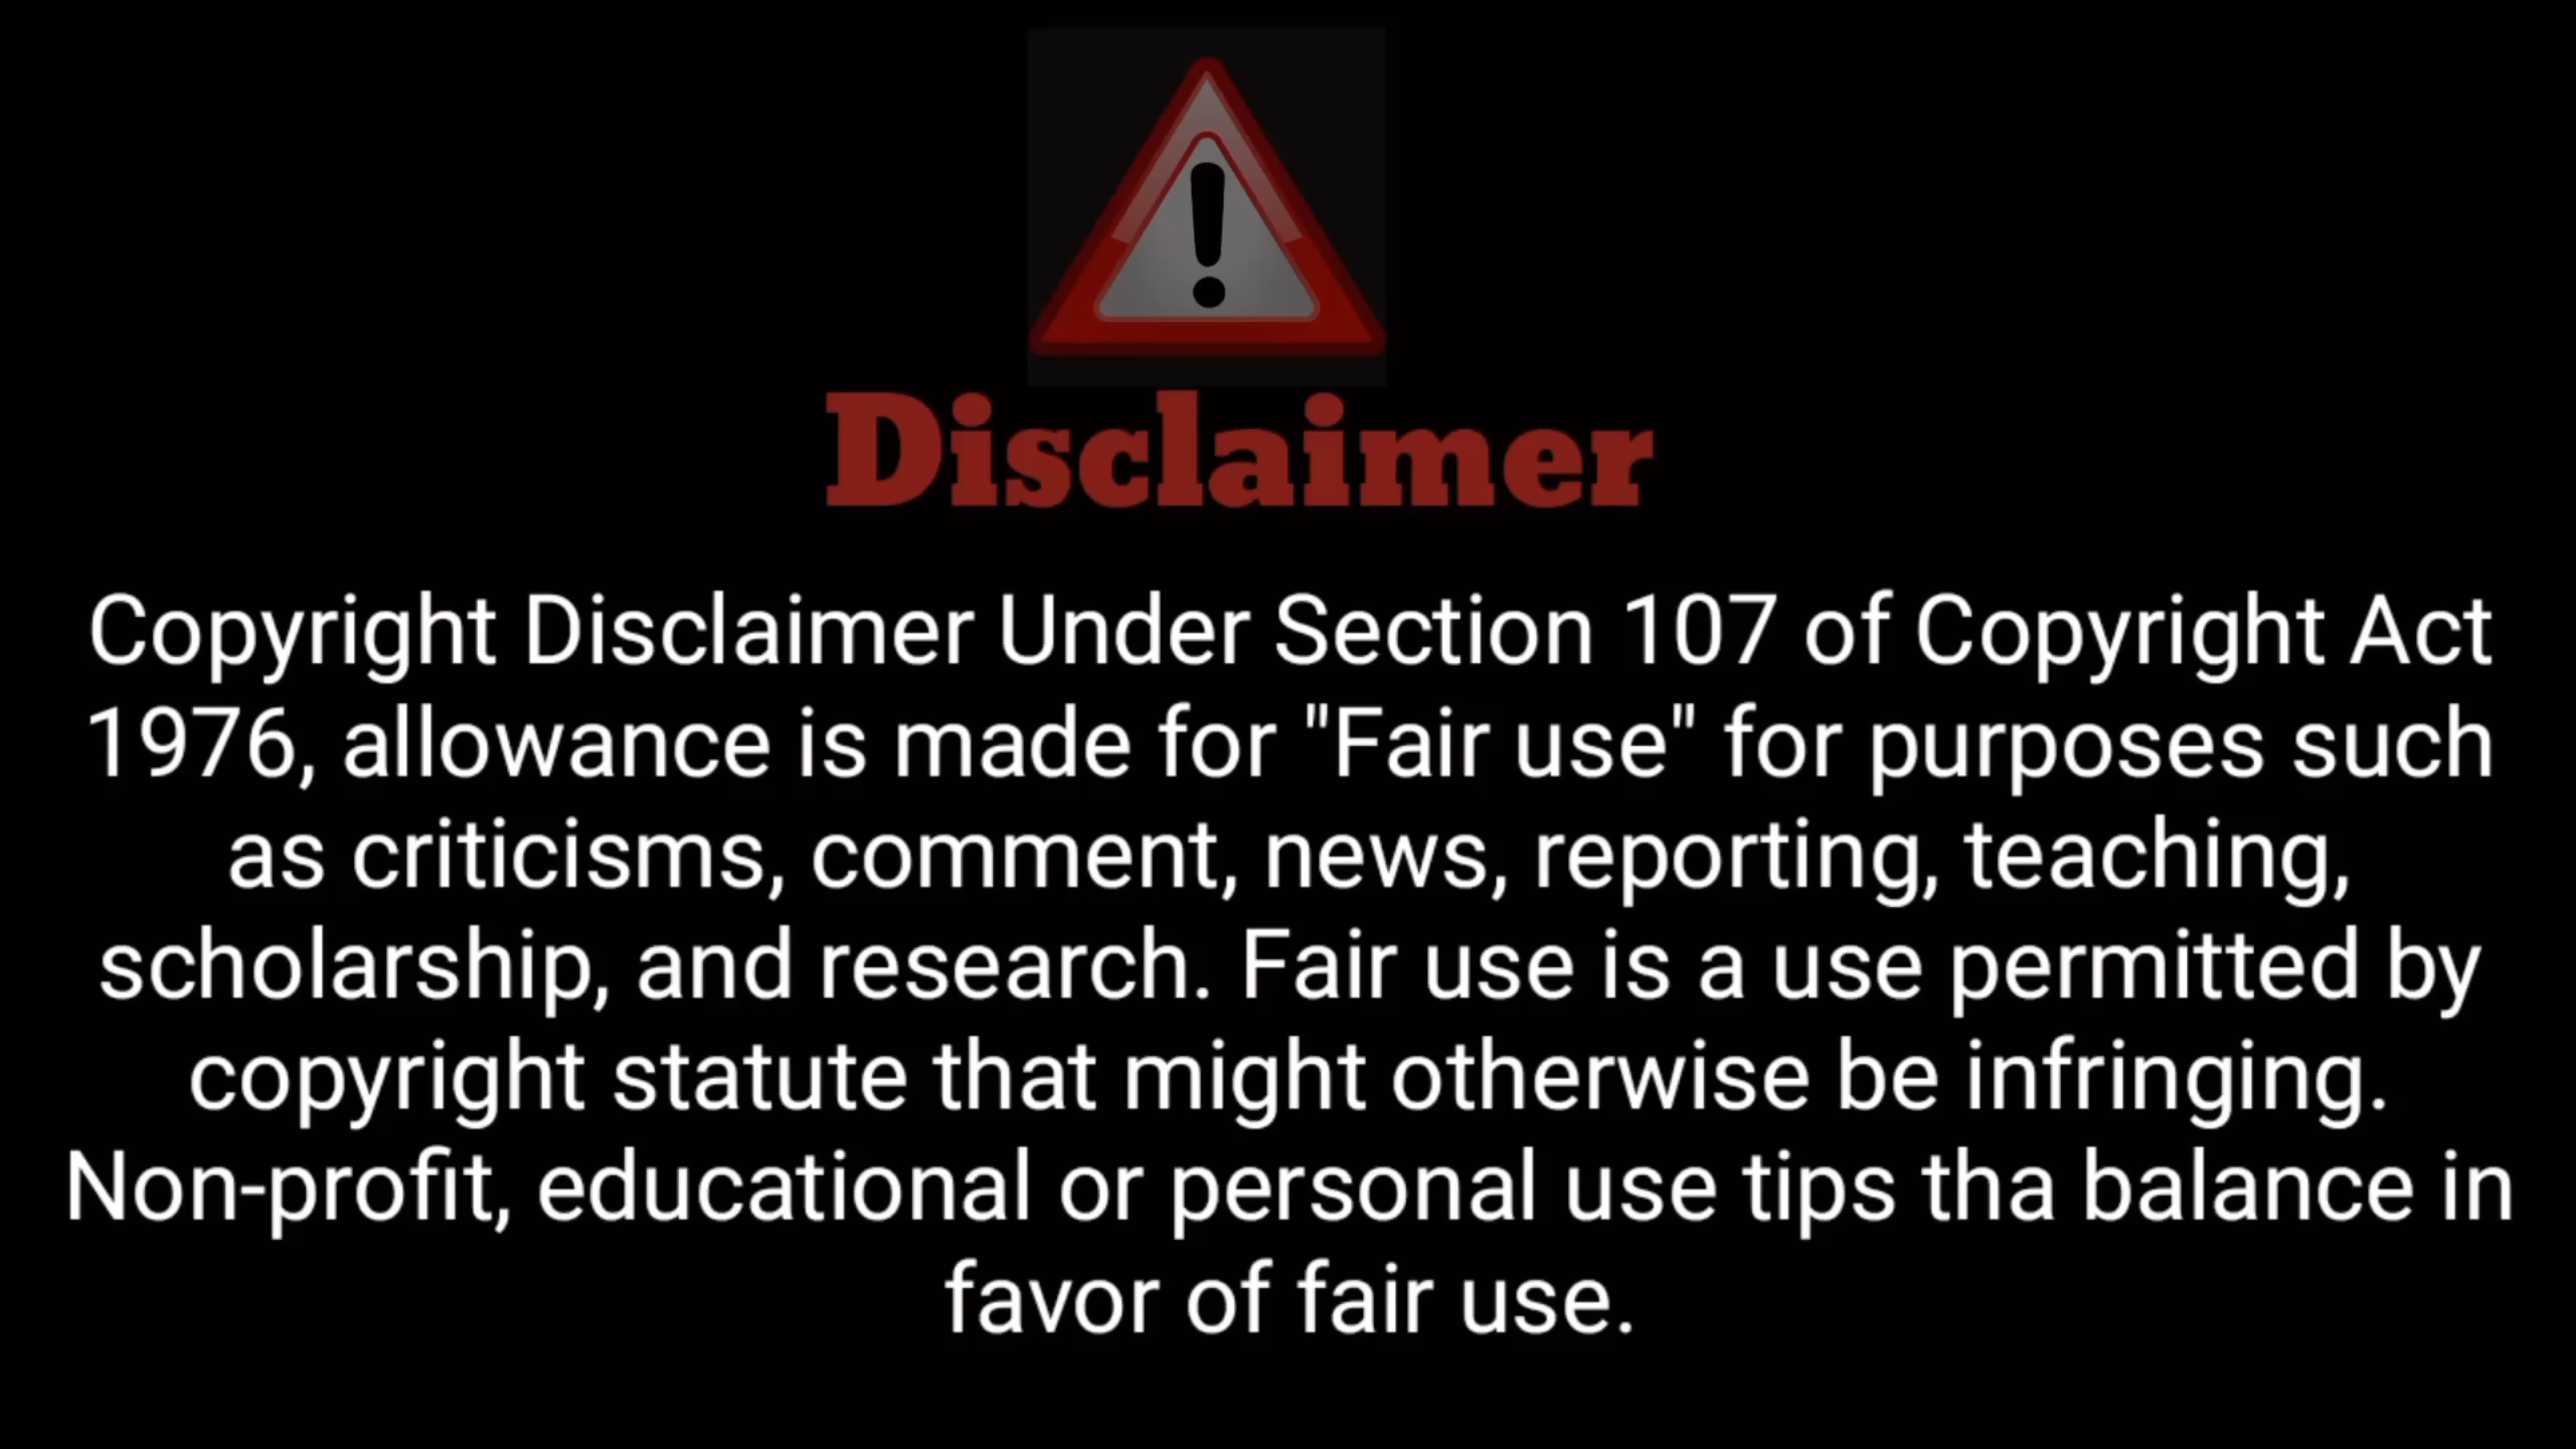 Disclaimer
Copyright Disclaimer Under Section 107 of Copyright Act
1976, allowance is made for "Fair use" for purposes such
as criticisms, comment, news, reporting, teaching,
scholarship, and research. Fair use is a use permitted by
copyright statute that might otherwise be infringing.
Non-profit, educational or personal use tips tha balance in
favor of fair use.